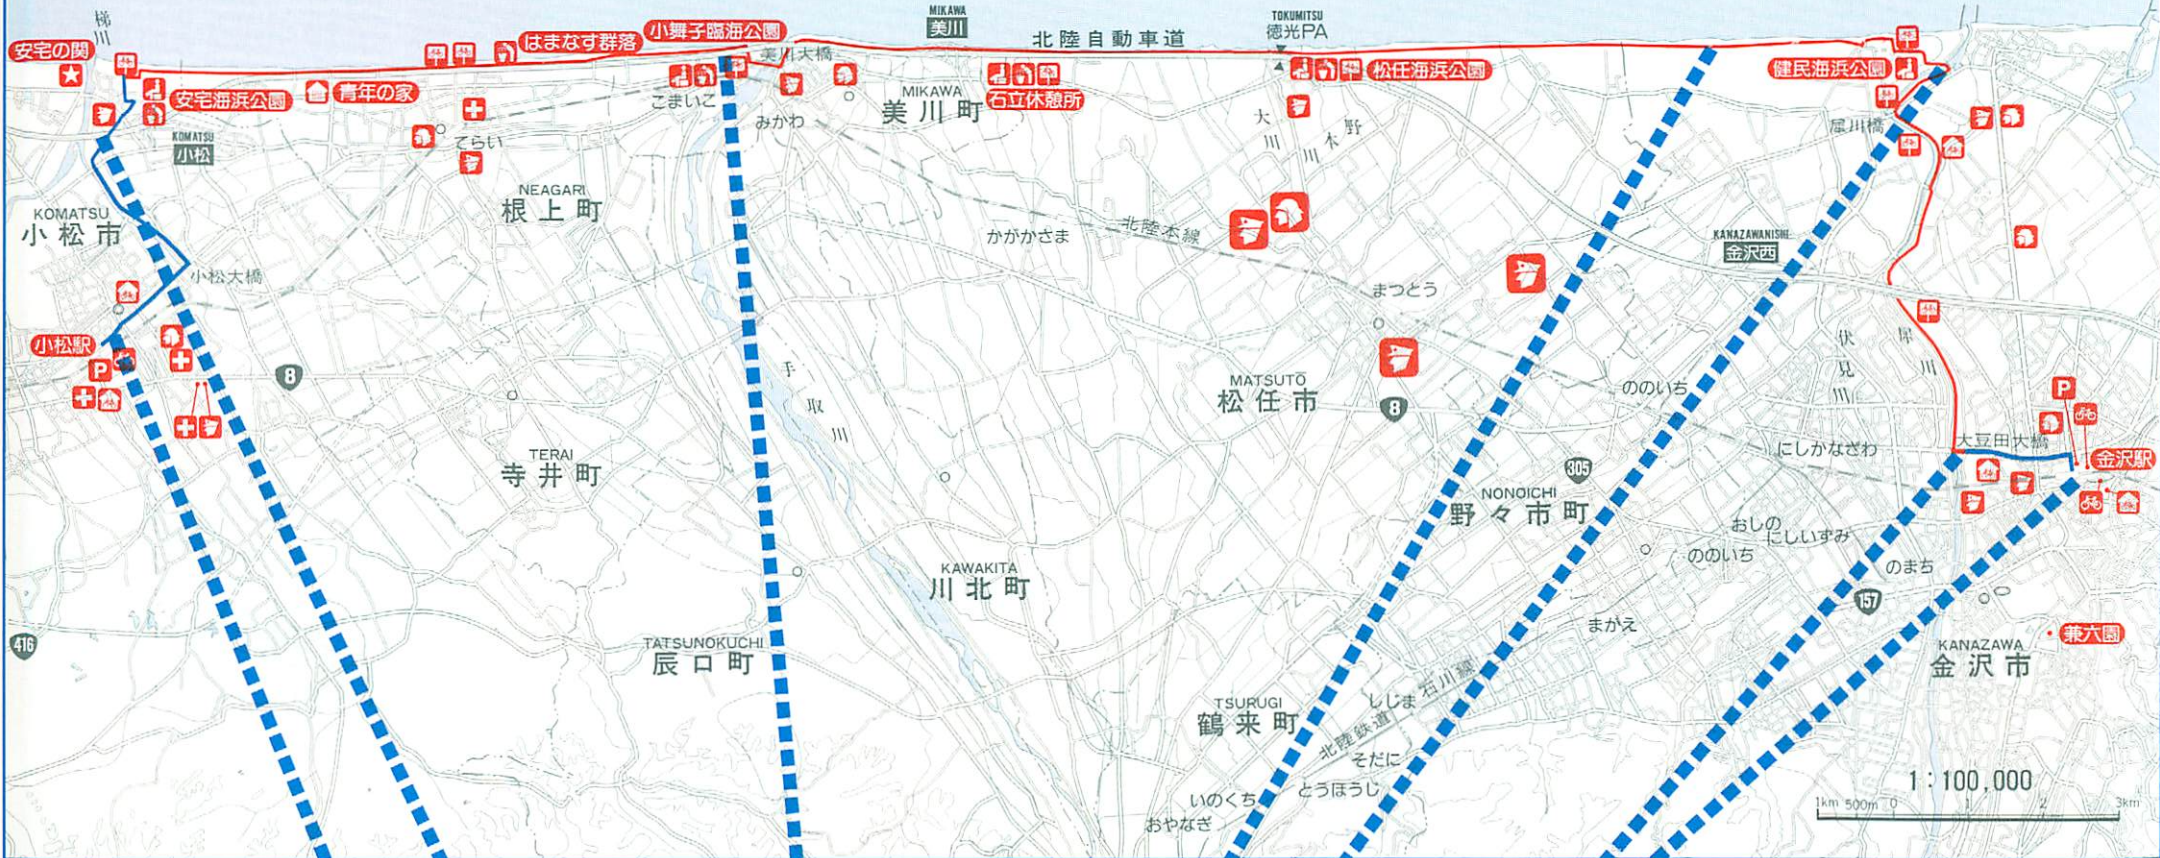 梯川
安宅の関
安宅海浜公園
青年の家
はまなす群落
小舞子臨海公園
美川大橋
MIKAWA
美川
北陸自動車道
TOKUMITSU
徳光PA
松任海浜公園
健民海浜公園
犀川橋
石立休憩所
MIKAWA
美川町
こまいこ
みかわ
てらい
KOMATSU
小松
NEAGARI
根上町
KOMATSU
小松市
小松大橋
小松駅
P
8
大川
木野川
かがかさま
北陸本線
まつとう
KANAZAWANISHI
金沢西
伏見川
犀川
手取川
TERAI
寺井町
MATSUTO
松任市
8
ののいち
にしかなざわ
大豆田大橋
P
金沢駅
305
NONOICHI
野々市町
おしの
にしいずみ
ののいち
のまち
157
KAWAKITA
川北町
416
TATSUNOKUCHI
辰口町
まがえ
兼六園
KANAZAWA
金沢市
TSURUGI
鶴来町
しじま
北陸鉄道
石川線
そだに
とうほうじ
いのくち
おやなぎ
1:100,000
1km 500m 0 1 2 3km